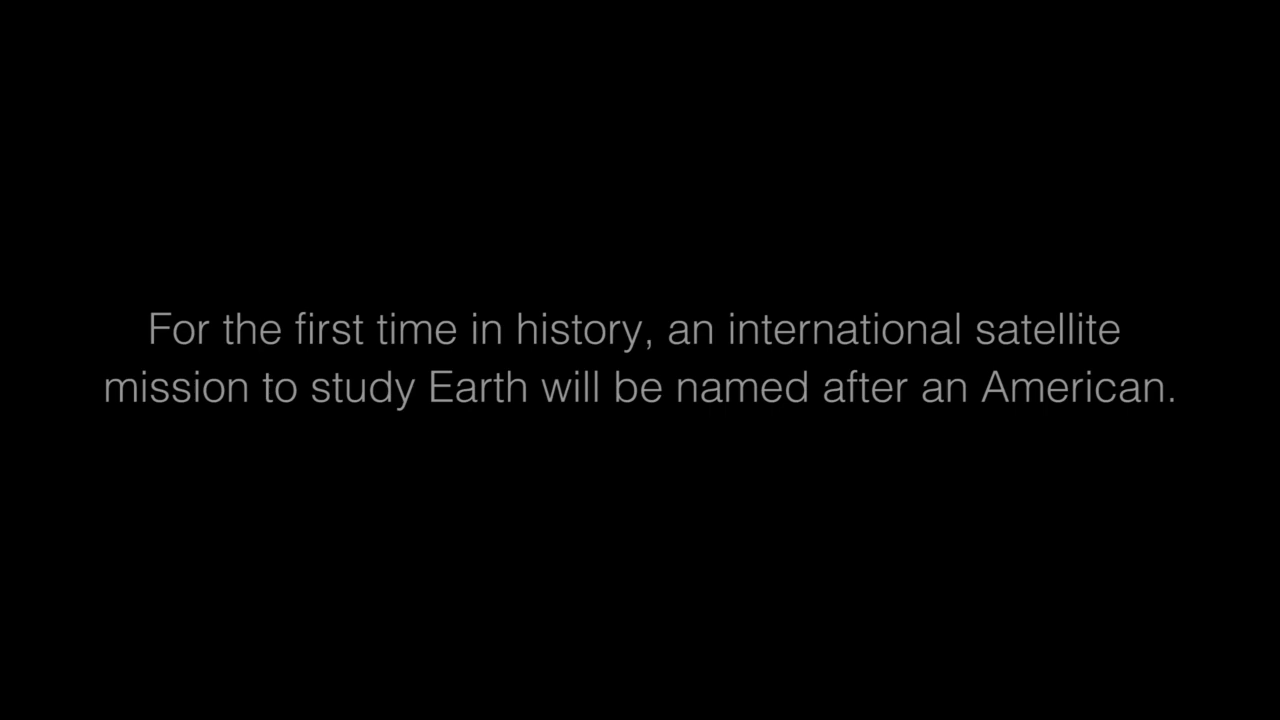 For the first time in history, an international satellite
mission to study Earth will be named after an American.